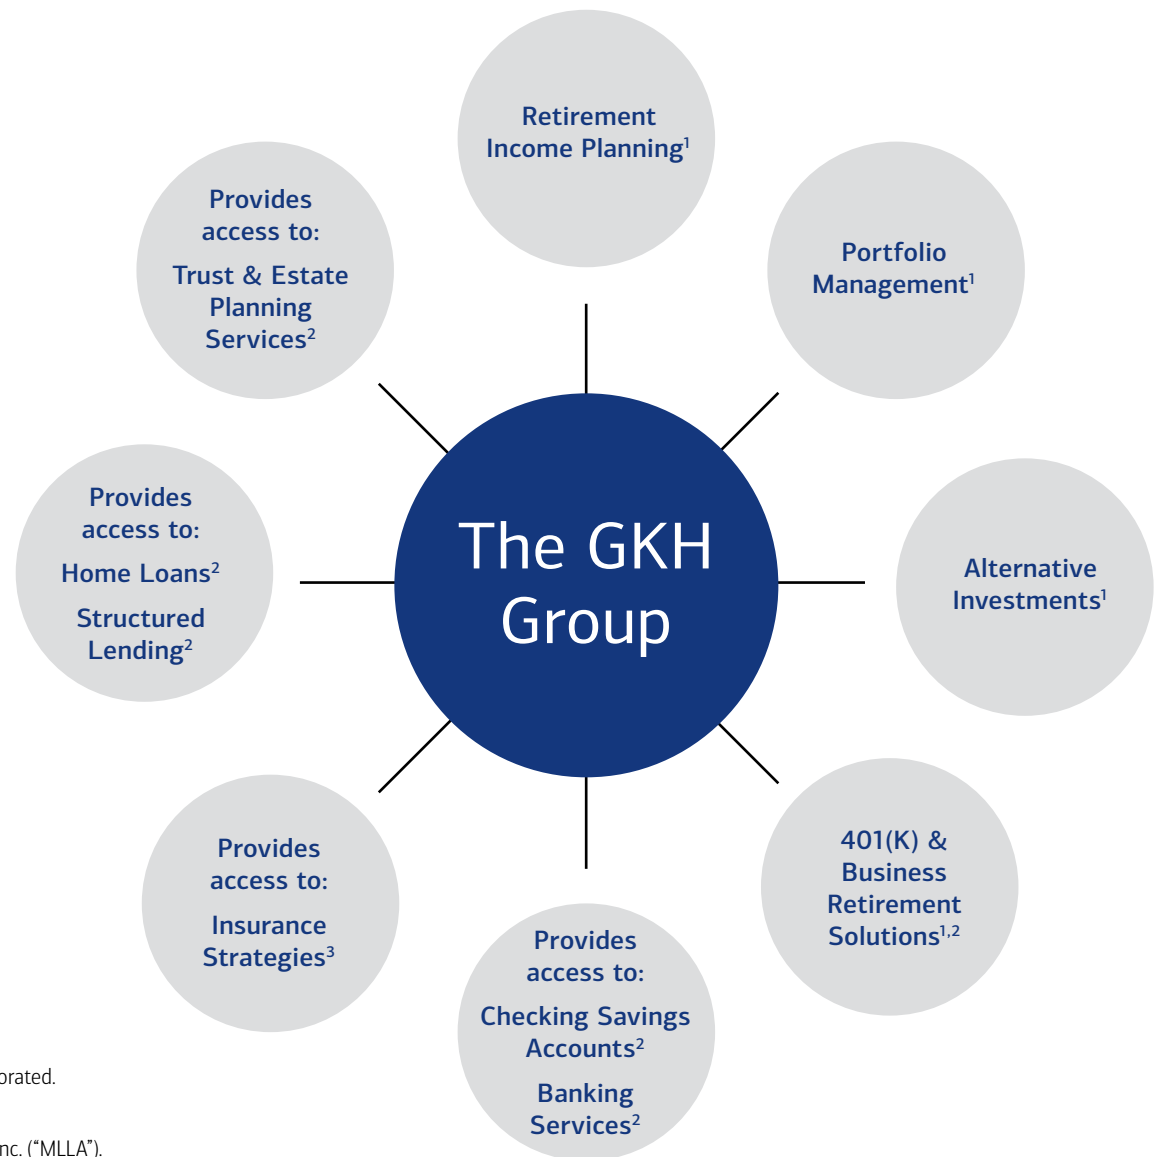 Retirement
Income Planning¹
Provides
access to:
Trust & Estate
Planning
Services²
Portfolio
Management¹
Provides
access to:
Home Loans²
Structured
Lending²
The GKH
Group
Alternative
Investments¹
Provides
access to:
Insurance
Strategies³
401(K) &
Business
Retirement
Solutions¹,²
Provides
access to:
Checking Savings
Accounts²
Banking
Services²
orated.
nc. (“MLLA”).